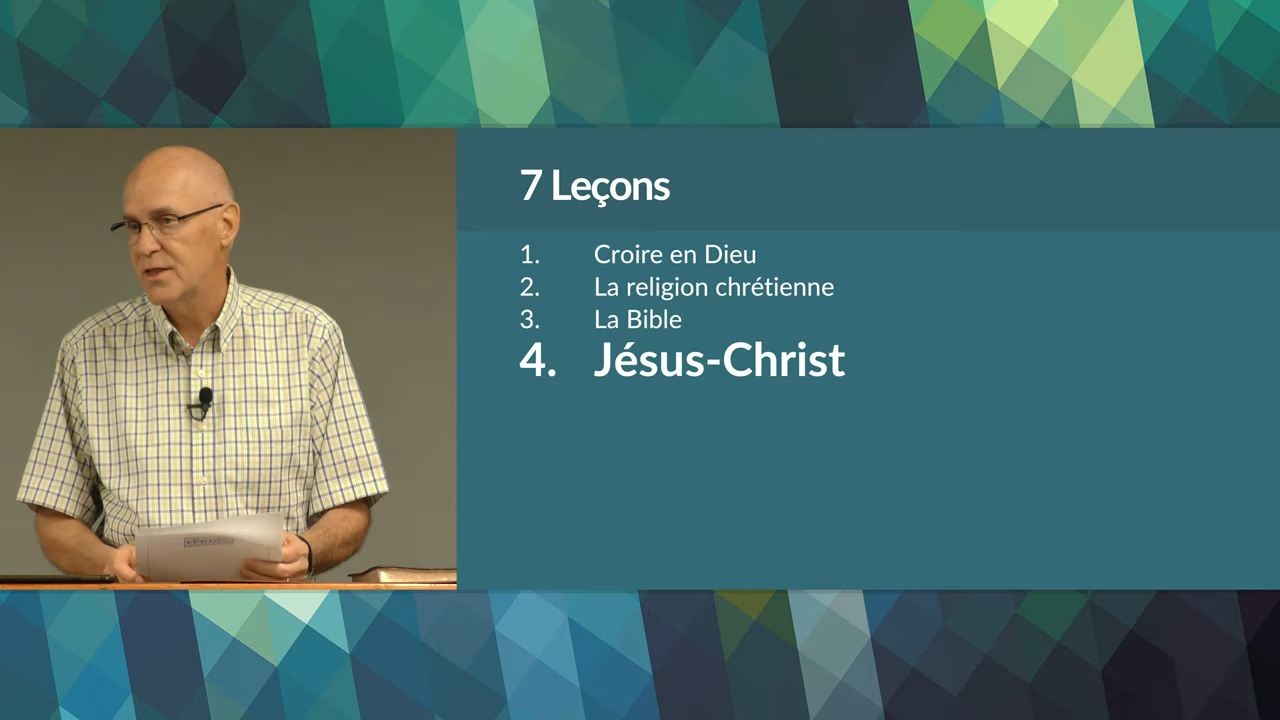 7 Leçons
1. Croire en Dieu
2. La religion chrétienne
3. La Bible
4. Jésus-Christ